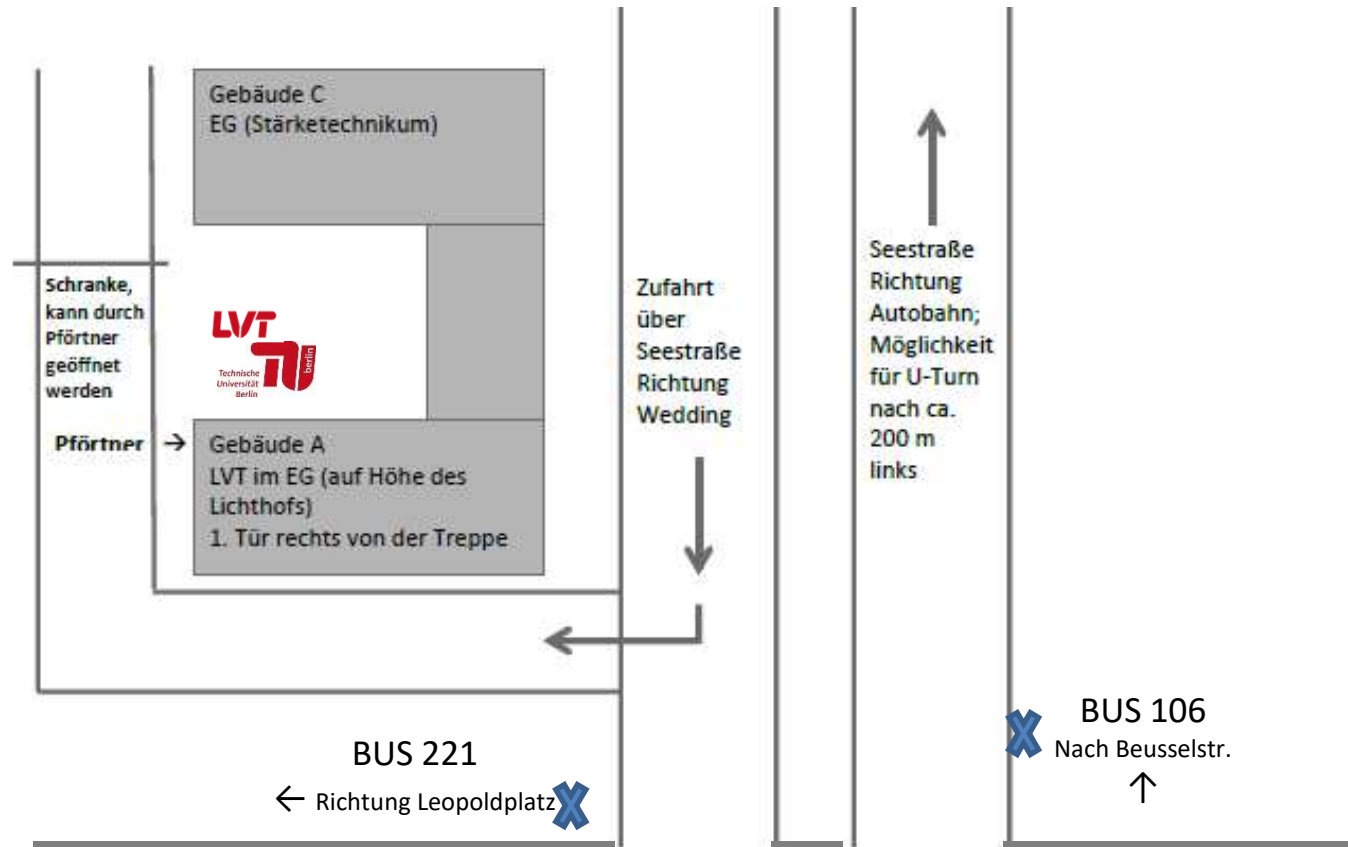 Gebäude C
EG (Stärketechnikum)
Schranke,
kann durch
Pförtner
geöffnet
werden
LVT
Technische
Universität
Berlin
berlin
Pförtner →
Gebäude A
LVT im EG (auf Höhe des
Lichthofs)
1. Tür rechts von der Treppe
Zufahrt
über
Seestraße
Richtung
Wedding
Seestraße
Richtung
Autobahn;
Möglichkeit
für U-Turn
nach ca.
200 m
links
BUS 221
← Richtung Leopoldplatz
BUS 106
Nach Beusselstr.
↑